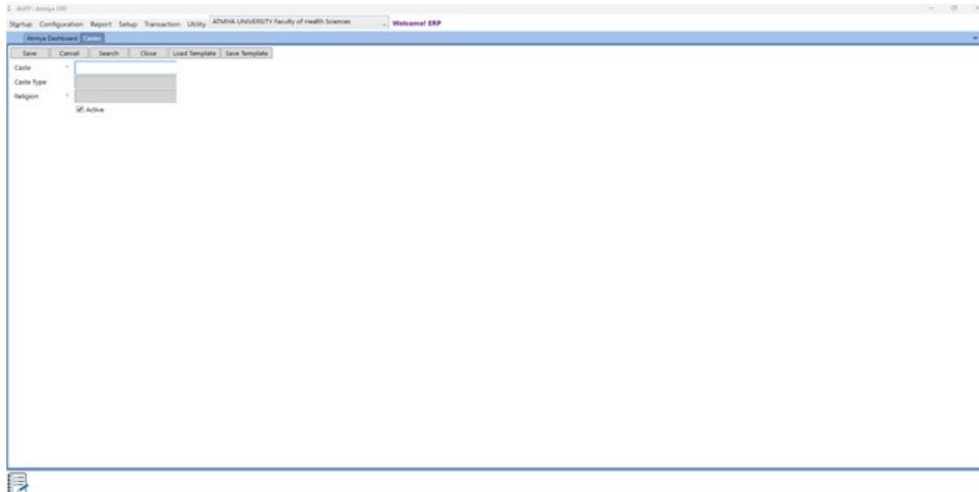 AUFP : Atmiya ERP
Startup Configuration Report Setup Transaction Utility ATMIYA UNIVERSITY Faculty of Health Sciences Welcome! ERP
Atmiya Dashboard Castes
Save Cancel Search Close Load Template Save Template
Caste *
Caste Type
Religion *
Active